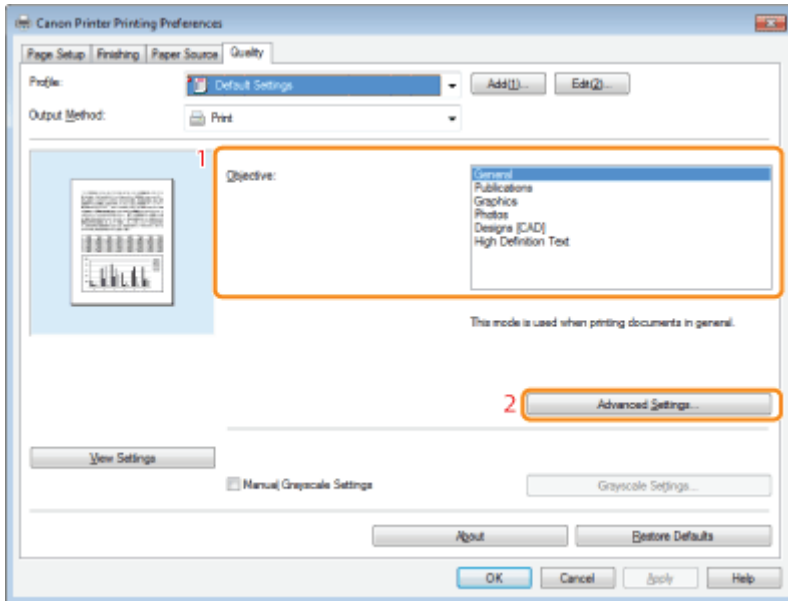 Canon Printer Printing Preferences
Page Setup Finishing Paper Source Quality
Profile: Default Settings Add(1)... Edit(2)...
Output Method: Print
1
Objective: General
Publications
Graphics
Photos
Designs [CAD]
High Definition Text
This mode is used when printing documents in general.
2 Advanced Settings...
View Settings
Manual Grayscale Settings Grayscale Settings...
About Restore Defaults
OK Cancel Apply Help